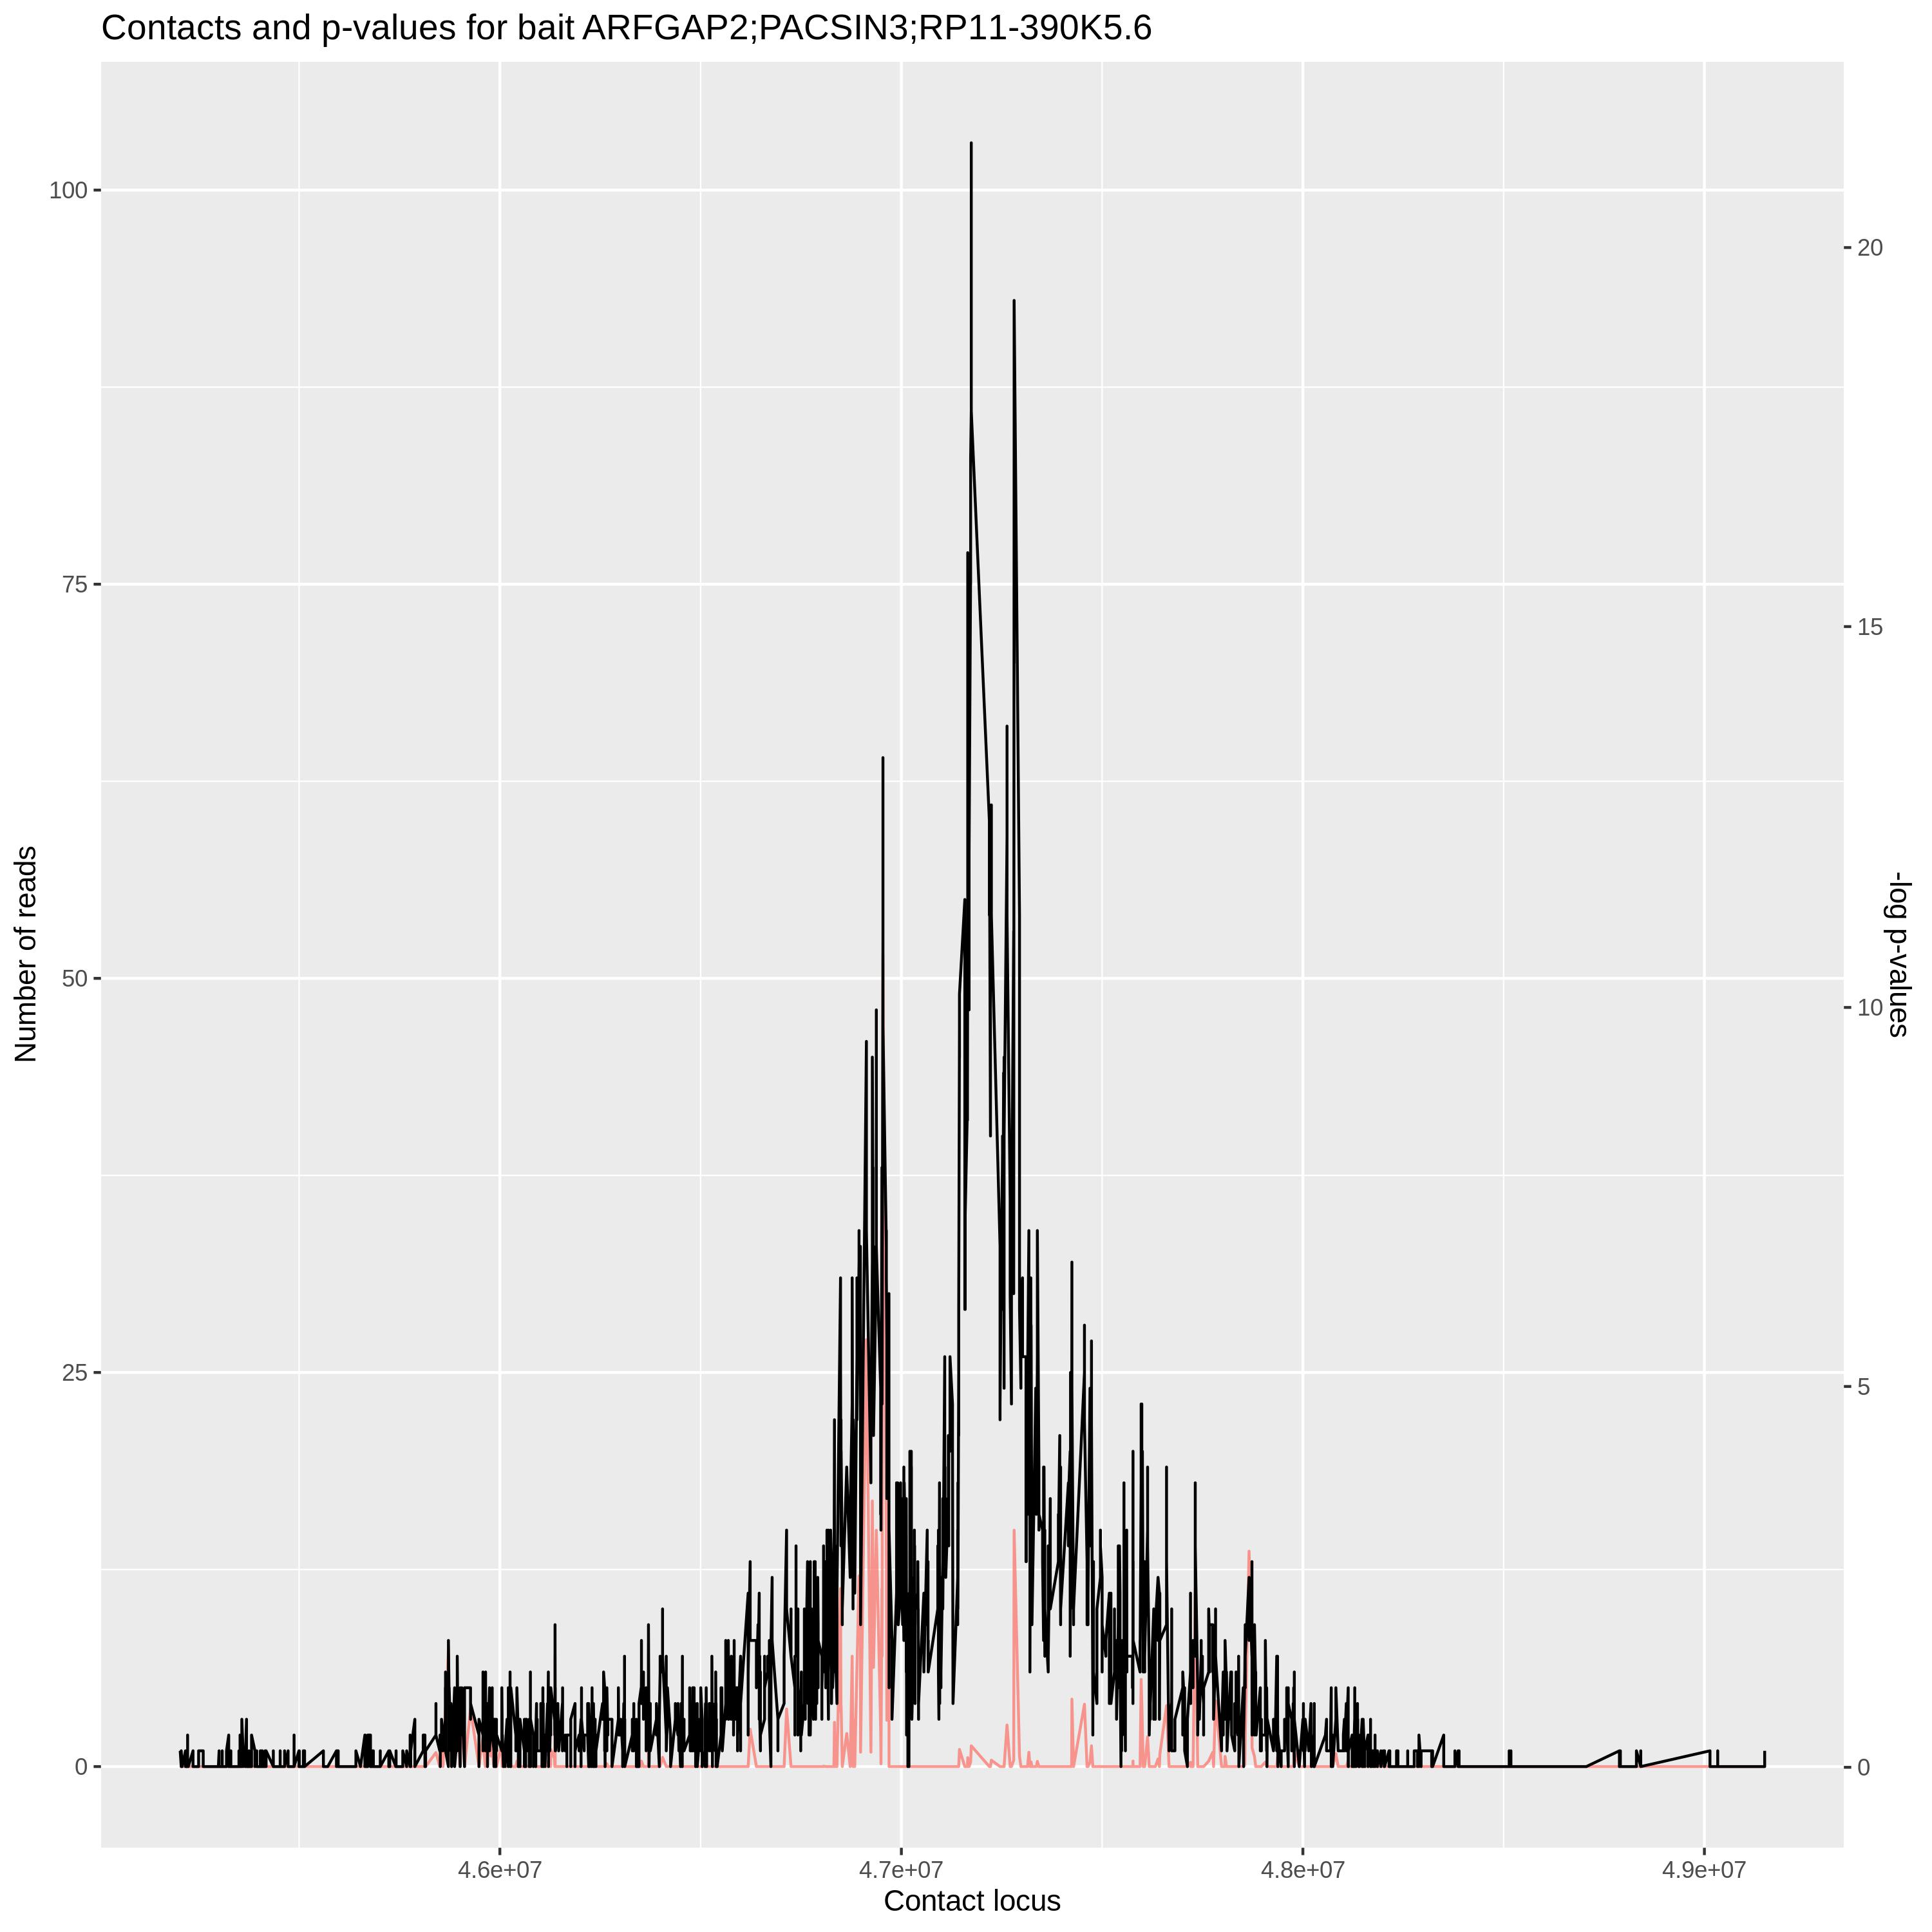 Contacts and p-values for bait ARFGAP2;PACSIN3;RP11-390K5.6
100
75
50
25
0
Number of reads
20
15
10
5
0
-log p-values
4.6e+07 4.7e+07 4.8e+07 4.9e+07
Contact locus